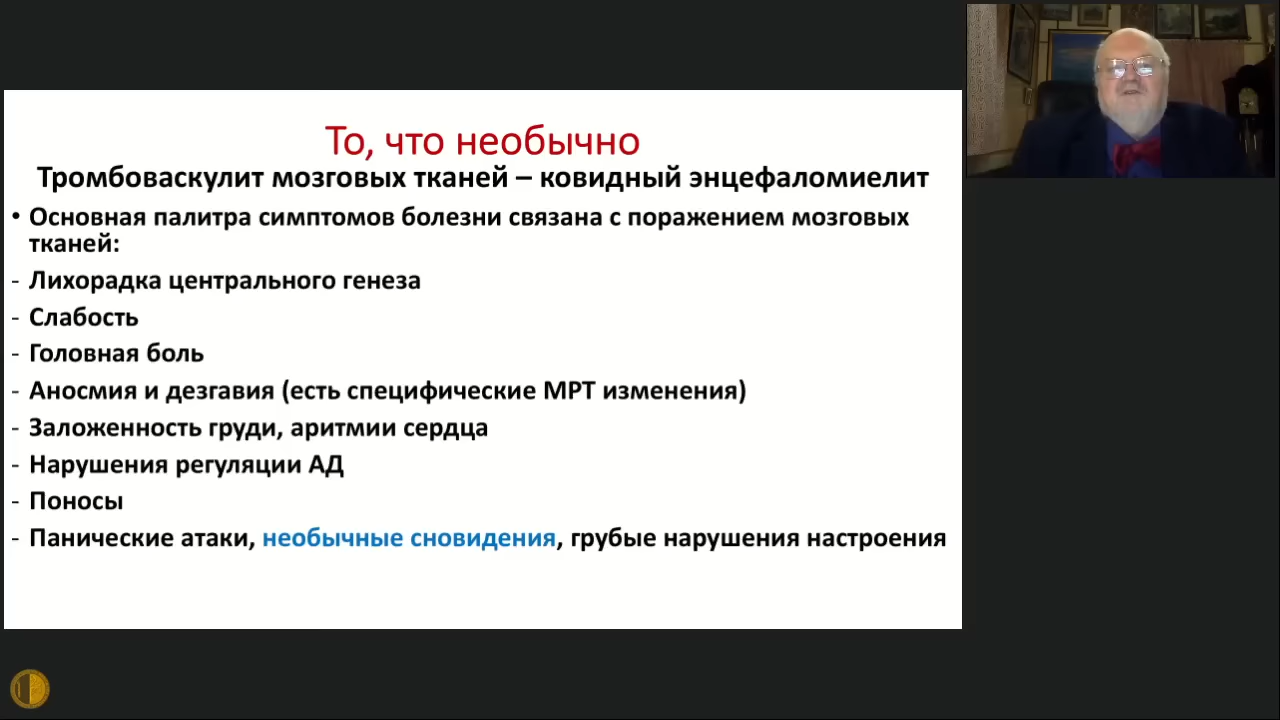 То, что необычно
Тромбоваскулит мозговых тканей – ковидный энцефаломиелит
• Основная палитра симптомов болезни связана с поражением мозговых
тканей:
- Лихорадка центрального генеза
- Слабость
- Головная боль
- Аносмия и дезгавия (есть специфические МРТ изменения)
- Заложенность груди, аритмии сердца
- Нарушения регуляции АД
- Поносы
- Панические атаки, необычные сновидения, грубые нарушения настроения